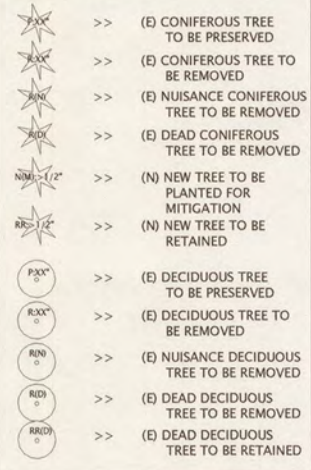 P:XX" >> (E) CONIFEROUS TREE
TO BE PRESERVED
R:XX" >> (E) CONIFEROUS TREE TO
BE REMOVED
R(N) >> (E) NUISANCE CONIFEROUS
TREE TO BE REMOVED
R(D) >> (E) DEAD CONIFEROUS
TREE TO BE REMOVED
N(M):>1/2" >> (N) NEW TREE TO BE
PLANTED FOR
MITIGATION
RR:>1/2" >> (N) NEW TREE TO BE
RETAINED
P:XX" >> (E) DECIDUOUS TREE
TO BE PRESERVED
R:XX" >> (E) DECIDUOUS TREE TO
BE REMOVED
R(N) >> (E) NUISANCE DECIDUOUS
TREE TO BE REMOVED
R(D) >> (E) DEAD DECIDUOUS
TREE TO BE REMOVED
RR(D) >> (E) DEAD DECIDUOUS
TREE TO BE RETAINED